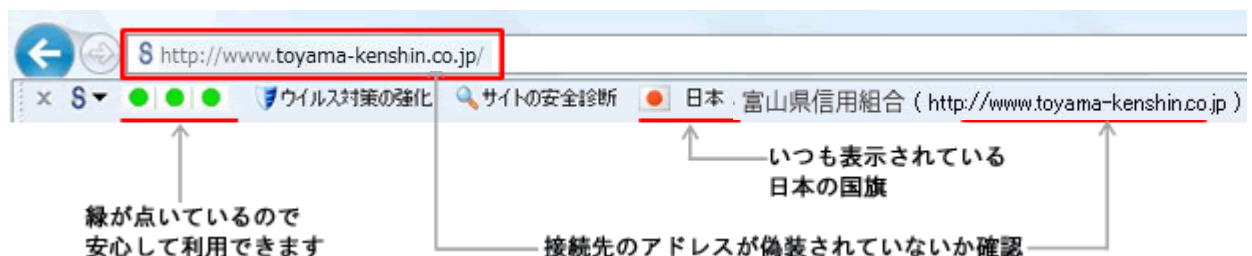 http://www.toyama-kenshin.co.jp/
× S ウイルス対策の強化 サイトの安全診断 日本 富山県信用組合 ( http://www.toyama-kenshin.co.jp )
いつも表示されている
日本の国旗
緑が点いているので
安心して利用できます
接続先のアドレスが偽装されていないか確認